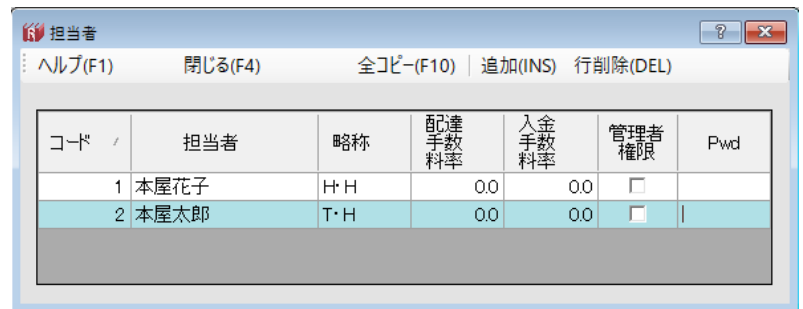 担当者
ヘルプ(F1) 閉じる(F4) 全コピー(F10) 追加(INS) 行削除(DEL)
コード 担当者 略称 配達手数料率 入金手数料率 管理者権限 Pwd
1 本屋花子 H・H 0.0 0.0
2 本屋太郎 T・H 0.0 0.0